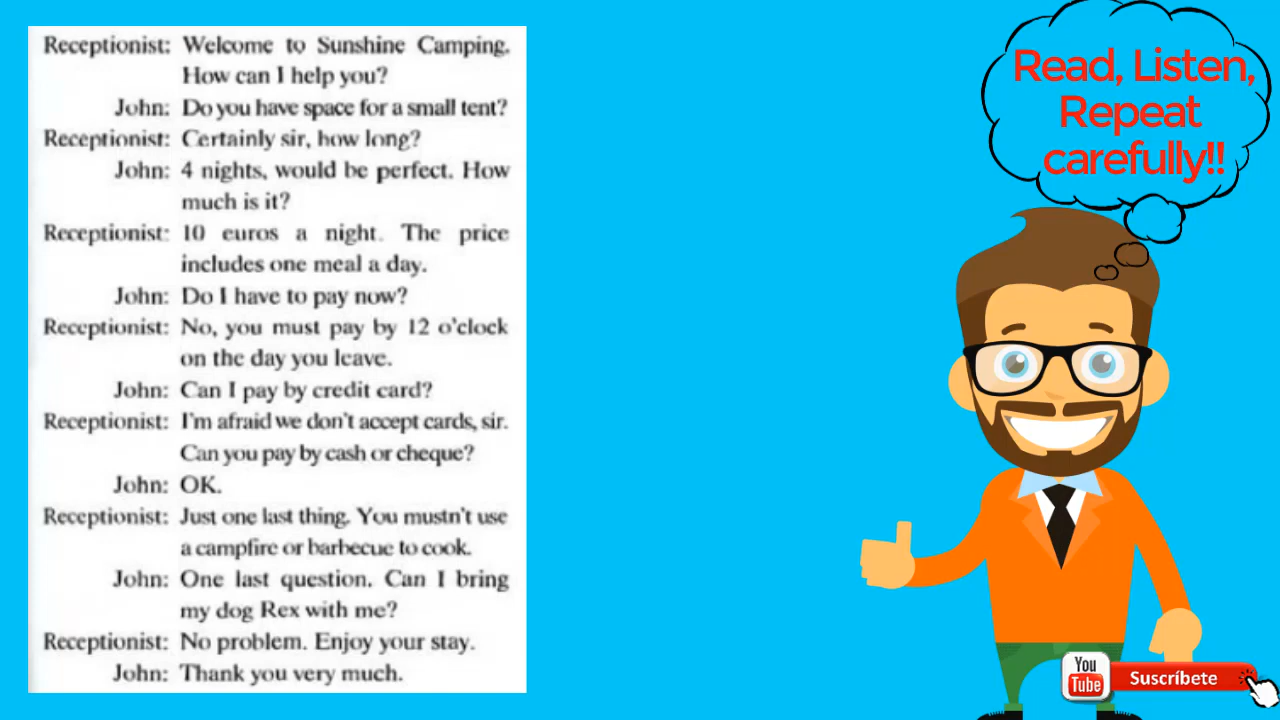 Receptionist: Welcome to Sunshine Camping.
How can I help you?
John: Do you have space for a small tent?
Receptionist: Certainly sir, how long?
John: 4 nights, would be perfect. How
much is it?
Receptionist: 10 euros a night. The price
includes one meal a day.
John: Do I have to pay now?
Receptionist: No, you must pay by 12 o'clock
on the day you leave.
John: Can I pay by credit card?
Receptionist: I'm afraid we don't accept cards, sir.
Can you pay by cash or cheque?
John: OK.
Receptionist: Just one last thing. You mustn't use
a campfire or barbecue to cook.
John: One last question. Can I bring
my dog Rex with me?
Receptionist: No problem. Enjoy your stay.
John: Thank you very much.
Read, Listen,
Repeat
carefully!!
You
Tube
Suscríbete